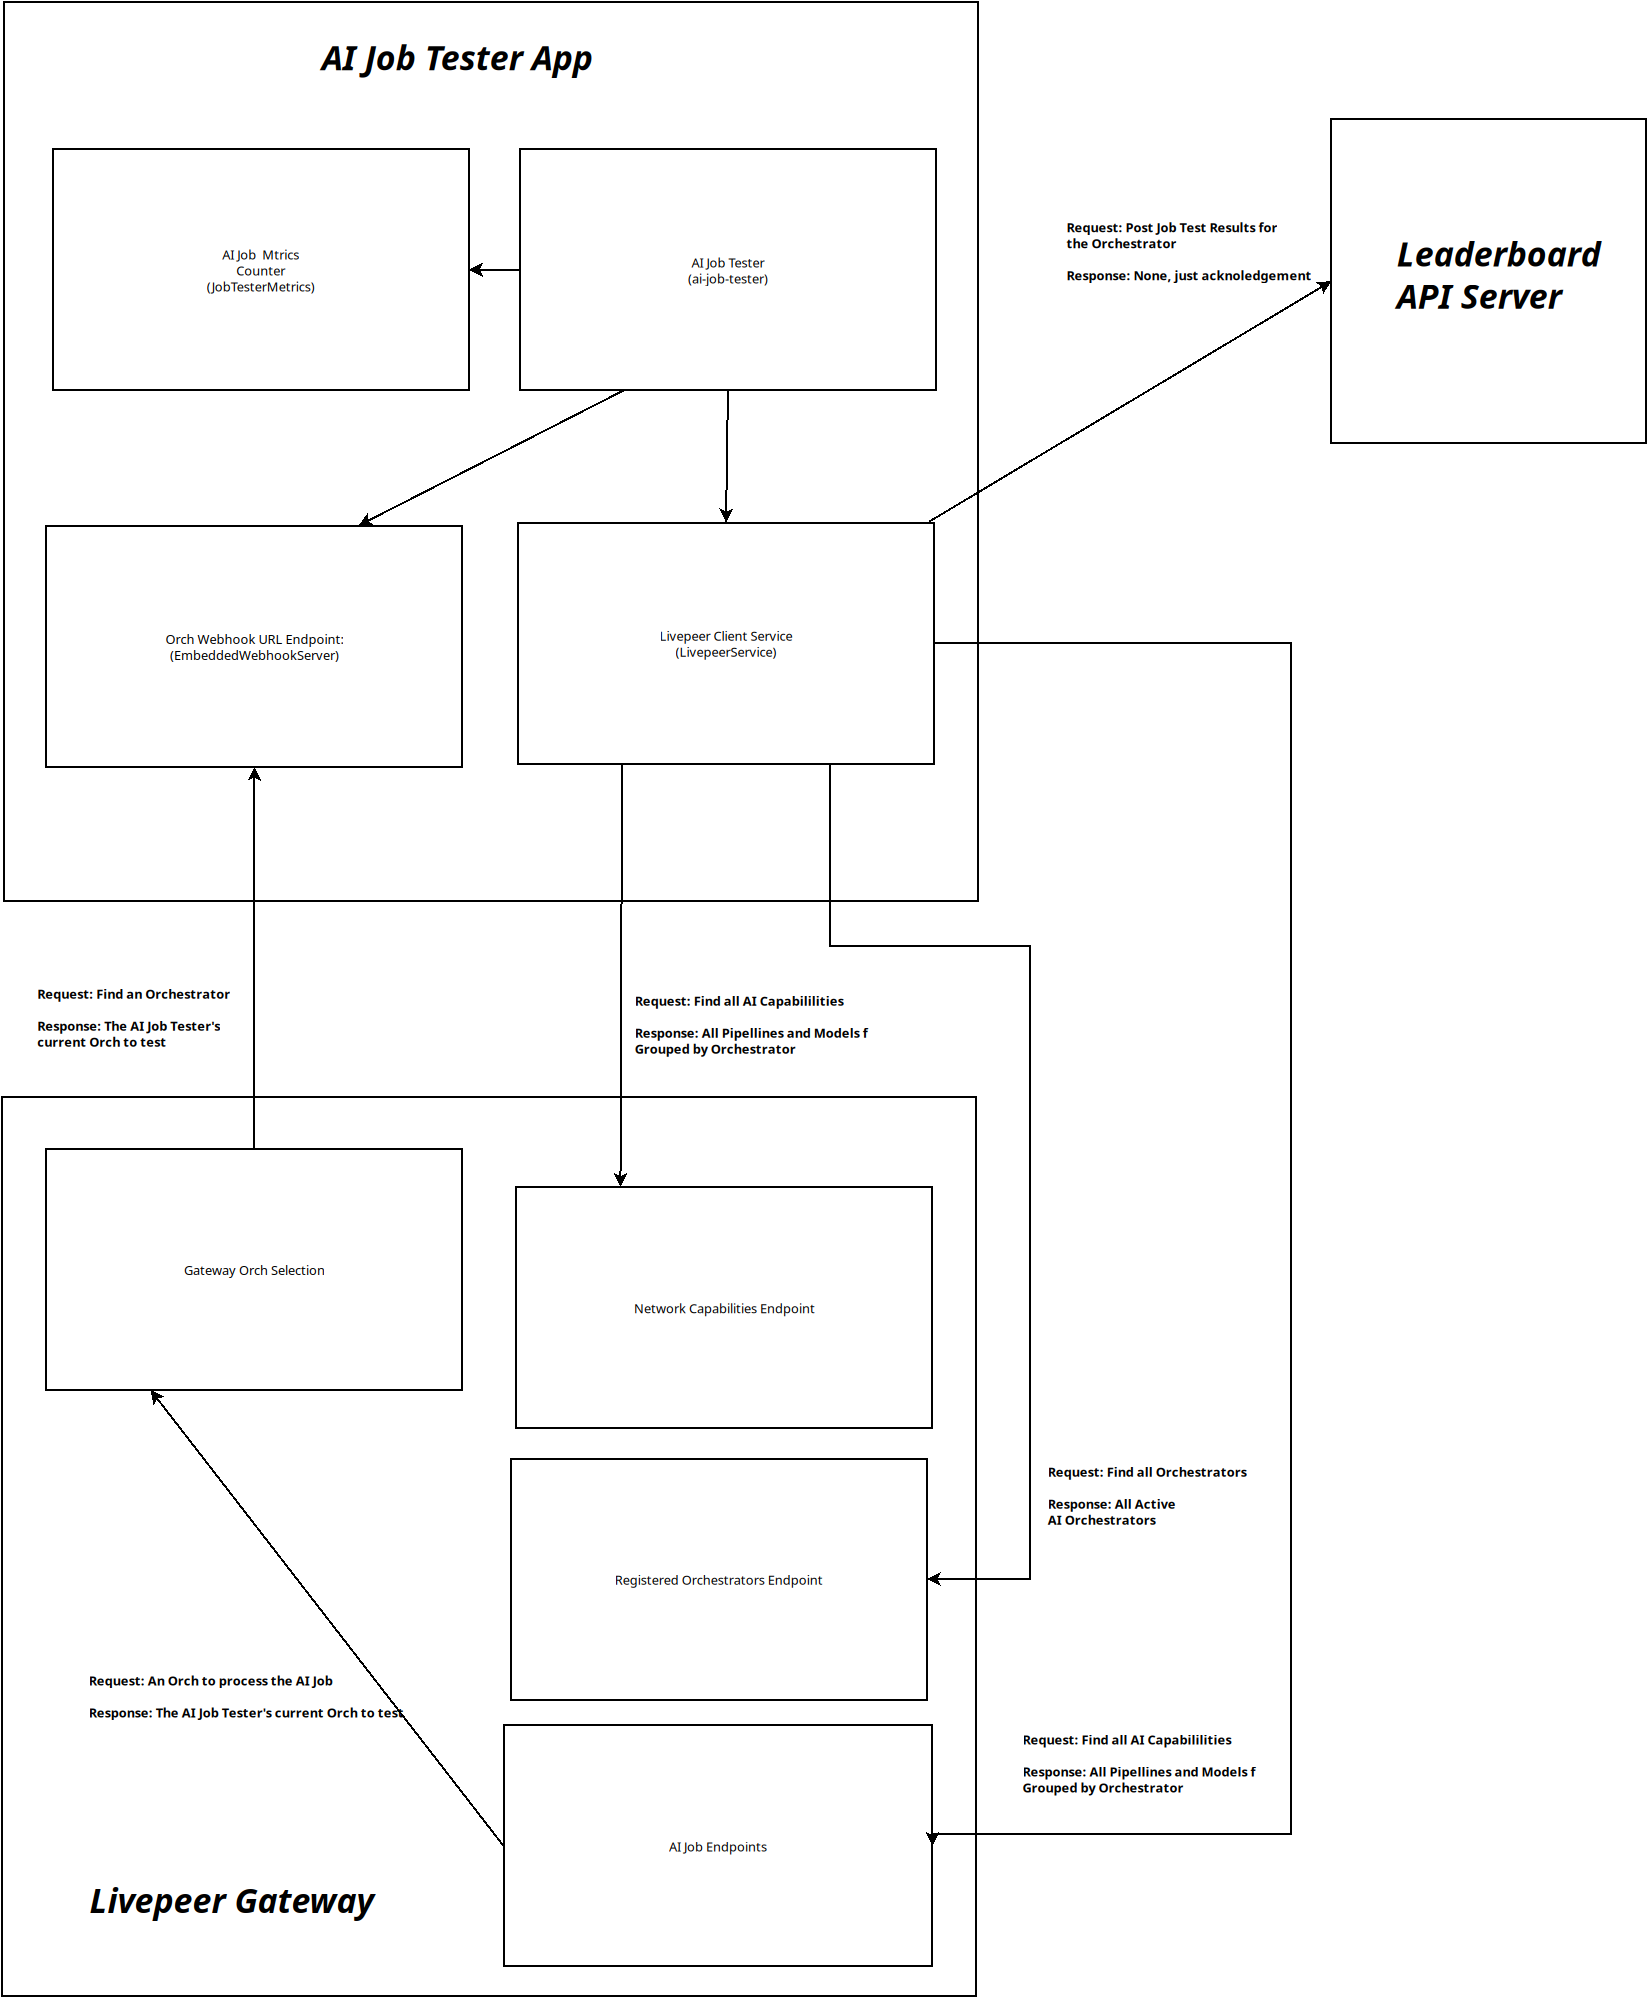 AI Job Tester App
AI Job  Mtrics
Counter
(JobTesterMetrics)
AI Job Tester
(ai-job-tester)
Request: Post Job Test Results for
the Orchestrator
Response: None, just acknoledgement
Leaderboard
API Server
Orch Webhook URL Endpoint:
(EmbeddedWebhookServer)
Livepeer Client Service
(LivepeerService)
Request: Find an Orchestrator
Response: The AI Job Tester's
current Orch to test
Request: Find all AI Capabililities
Response: All Pipellines and Models f
Grouped by Orchestrator
Gateway Orch Selection
Network Capabilities Endpoint
Request: Find all Orchestrators
Response: All Active
AI Orchestrators
Registered Orchestrators Endpoint
Request: An Orch to process the AI Job
Response: The AI Job Tester's current Orch to test
Request: Find all AI Capabililities
Response: All Pipellines and Models f
Grouped by Orchestrator
AI Job Endpoints
Livepeer Gateway